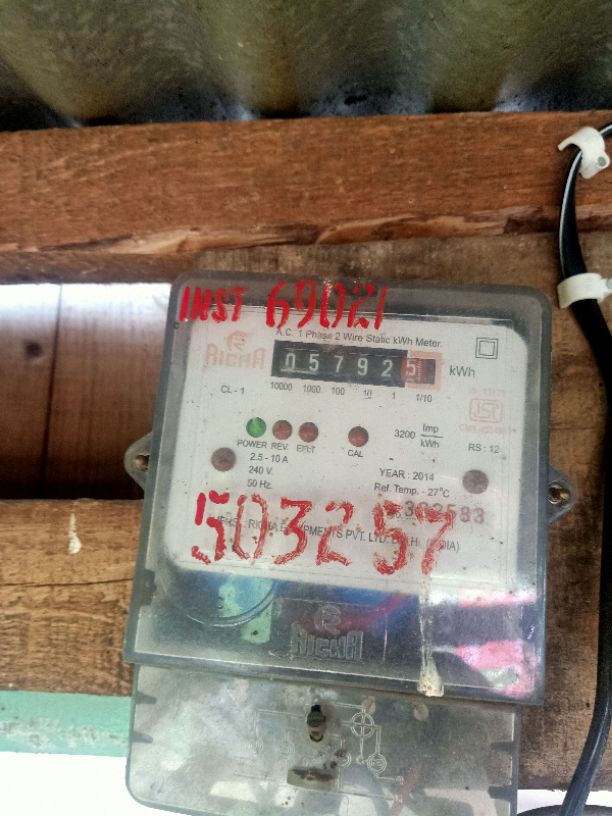 INST 69021
A.C. 1 Phase 2 Wire Static kWh Meter.
RICHA
057925 kWh
CL - 1 10000 1000 100 10 1 1/10
POWER REV. E/LT CAL
3200 Imp/kWh
RS : 12
2.5 - 10 A
240 V.
50 Hz.
YEAR : 2014
Ref. Temp. - 27°C
503257
RICHA